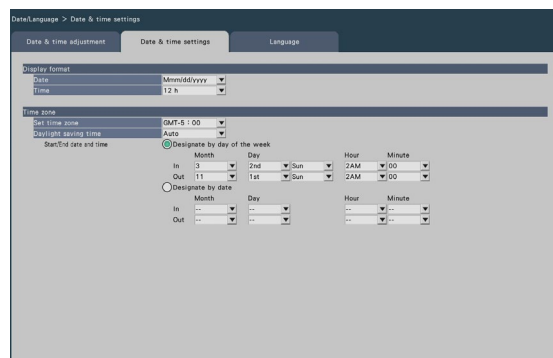 Date/Language > Date & time settings
Date & time adjustment Date & time settings Language
Display format
Date Mmm/dd/yyyy
Time 12 h
Time zone
Set time zone GMT-5:00
Daylight saving time Auto
Start/End date and time Designate by day of the week
Month Day Hour Minute
In 3 2nd Sun 2AM 00
Out 11 1st Sun 2AM 00
Designate by date
Month Day Hour Minute
In -- -- -- --
Out -- -- -- --